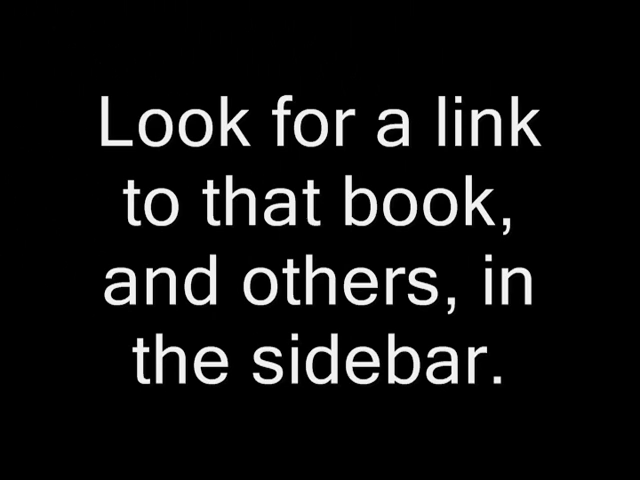 Look for a link
to that book,
and others, in
the sidebar.